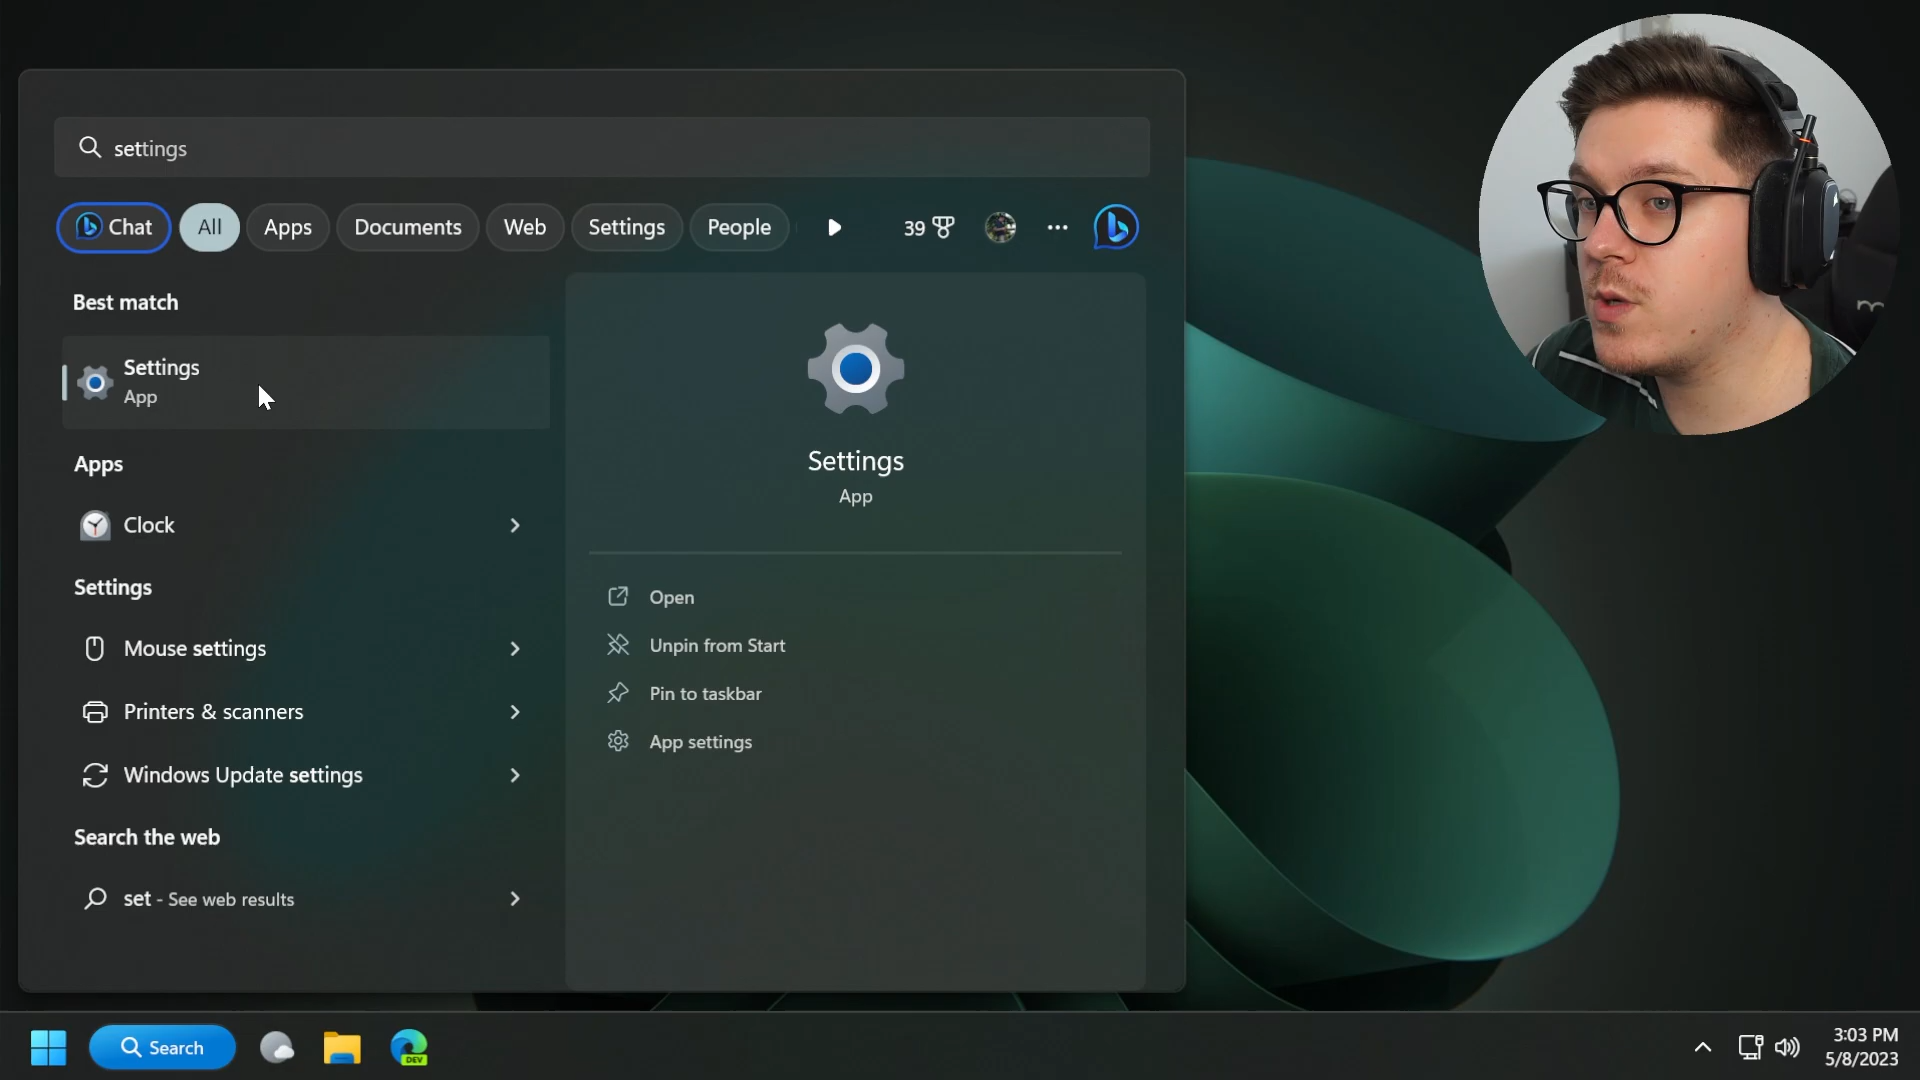 settings
Chat
All
Apps
Documents
Web
Settings
People
39
Best match
Settings
App
Apps
Clock
Settings
Mouse settings
Printers & scanners
Windows Update settings
Search the web
set - See web results
Settings
App
Open
Unpin from Start
Pin to taskbar
App settings
Search
DEV
3:03 PM
5/8/2023